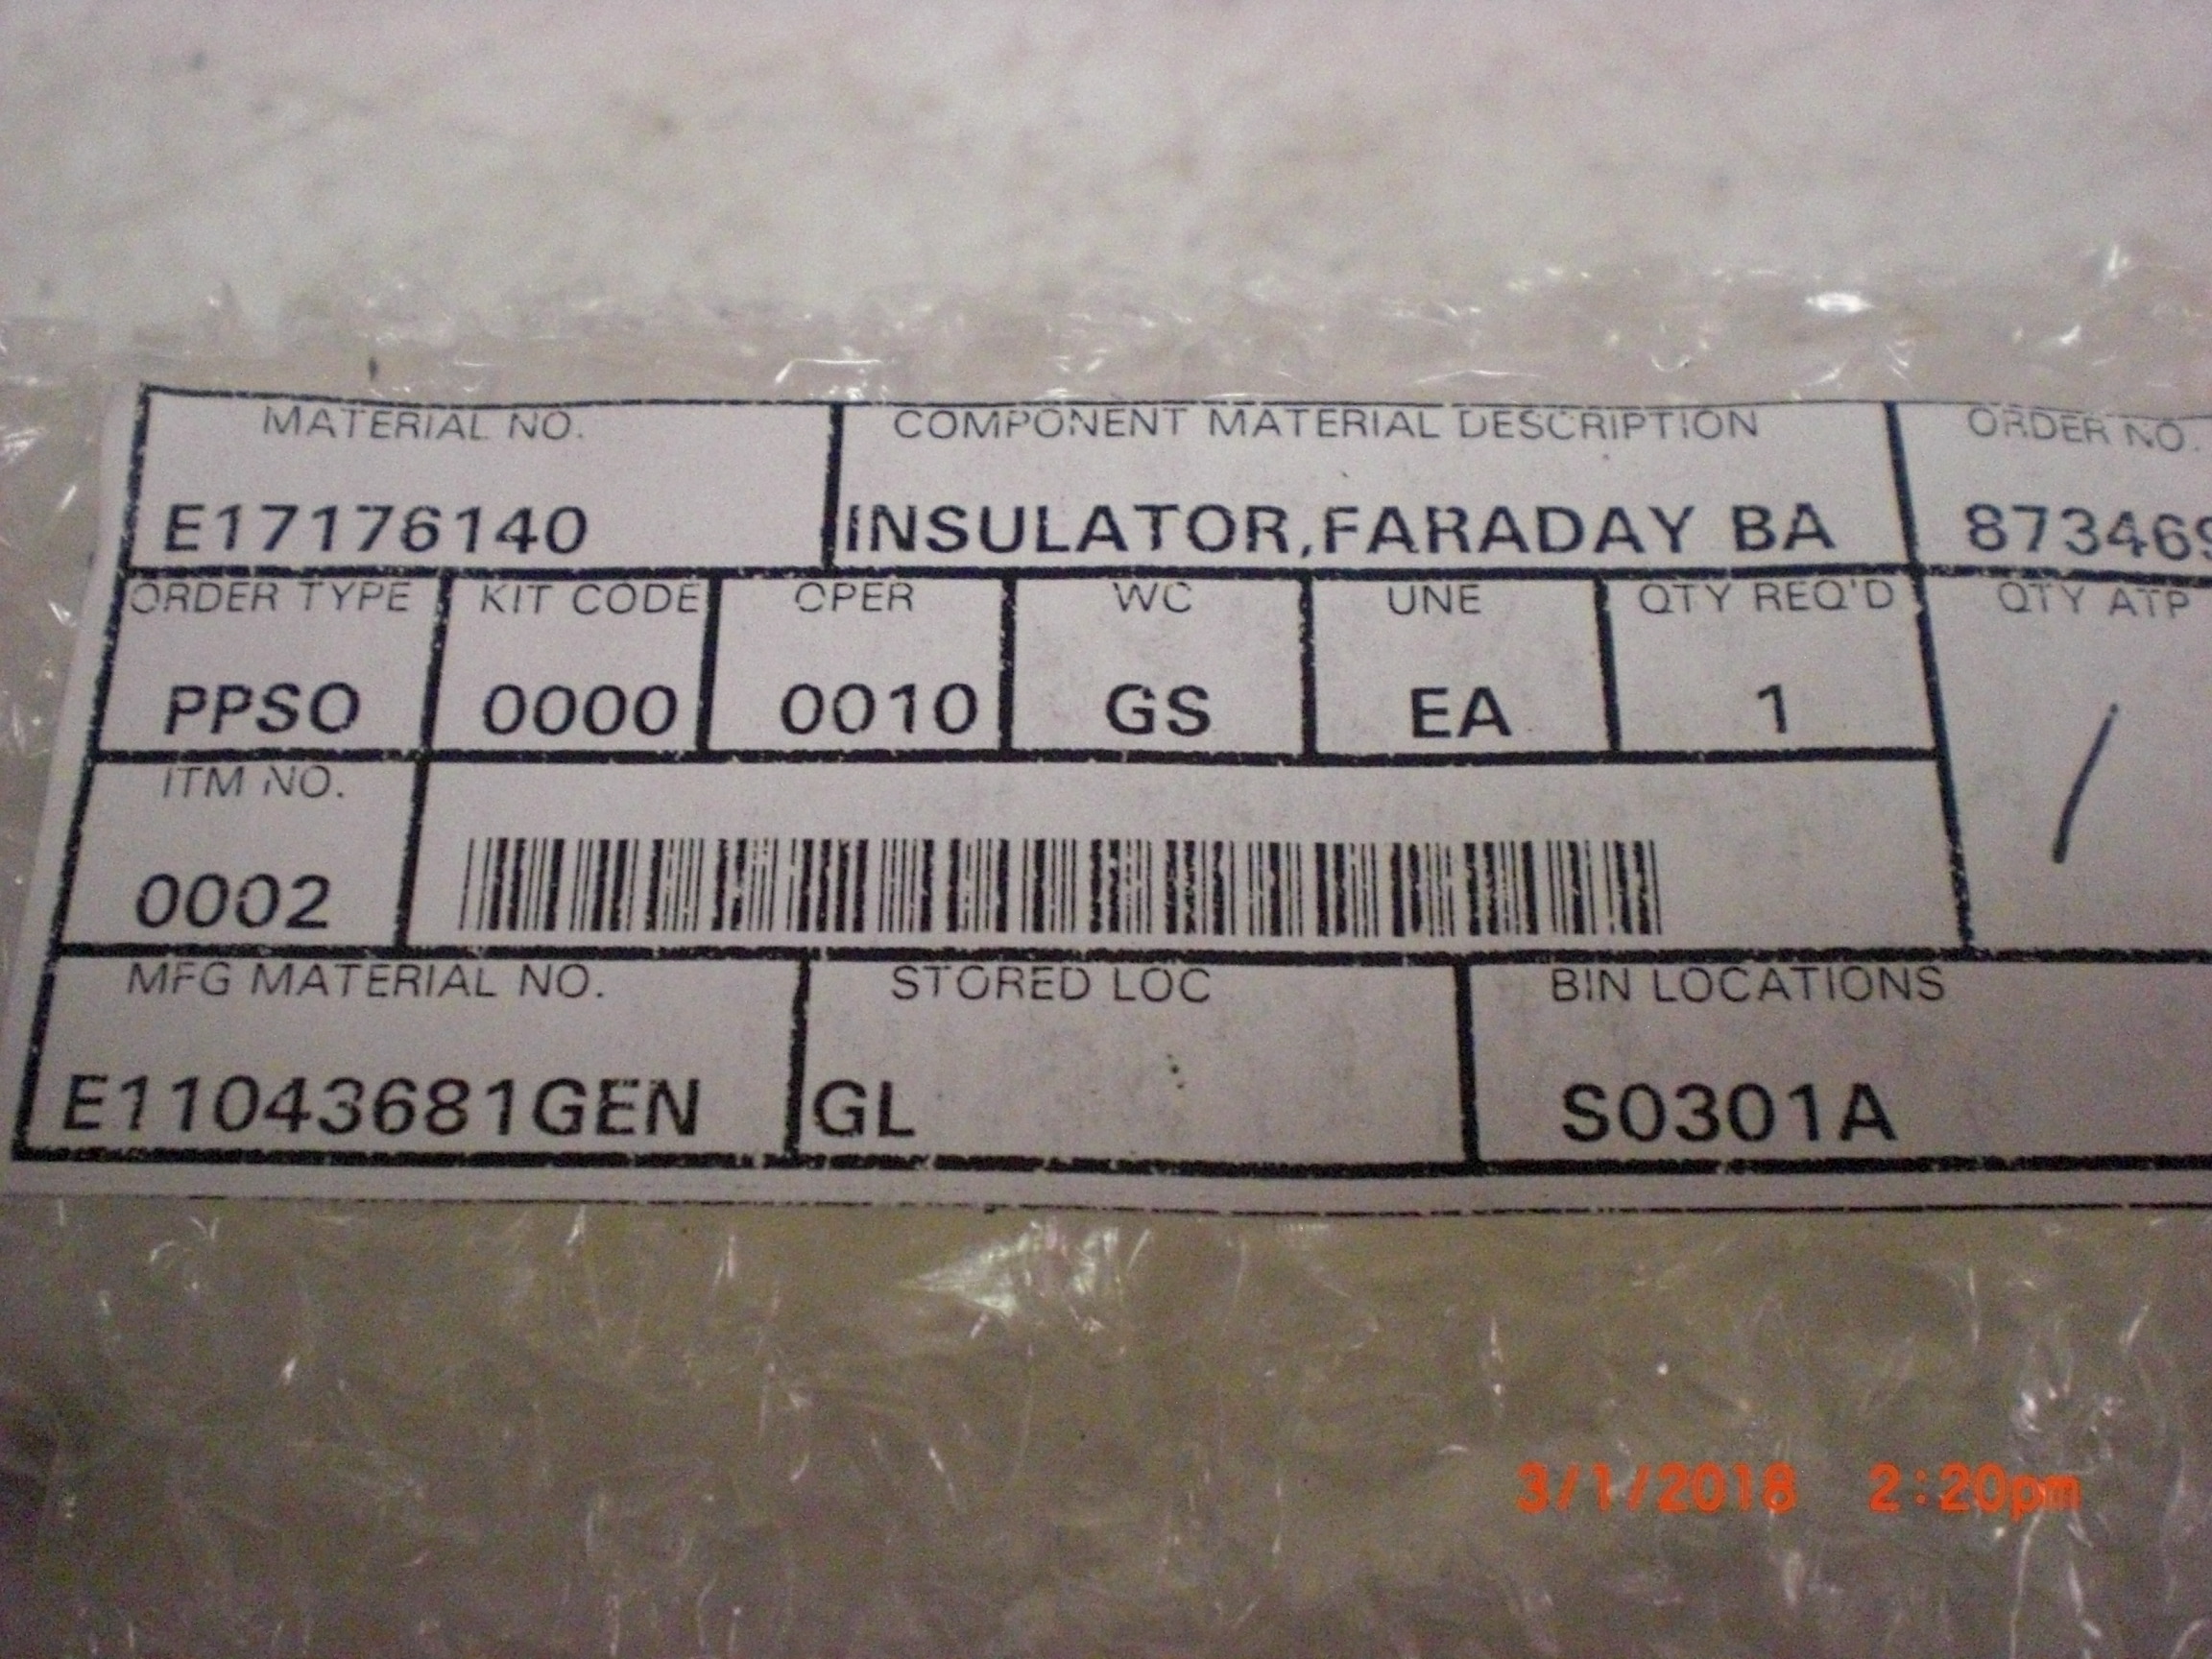 MATERIAL NO. COMPONENT MATERIAL DESCRIPTION ORDER NO.
E17176140 INSULATOR,FARADAY BA 873469
ORDER TYPE KIT CODE OPER WC UNE QTY REQ'D QTY ATP
PPSO 0000 0010 GS EA 1 /
ITM NO.
0002
MFG MATERIAL NO. STORED LOC BIN LOCATIONS
E11043681GEN GL S0301A
3/1/2018 2:20pm